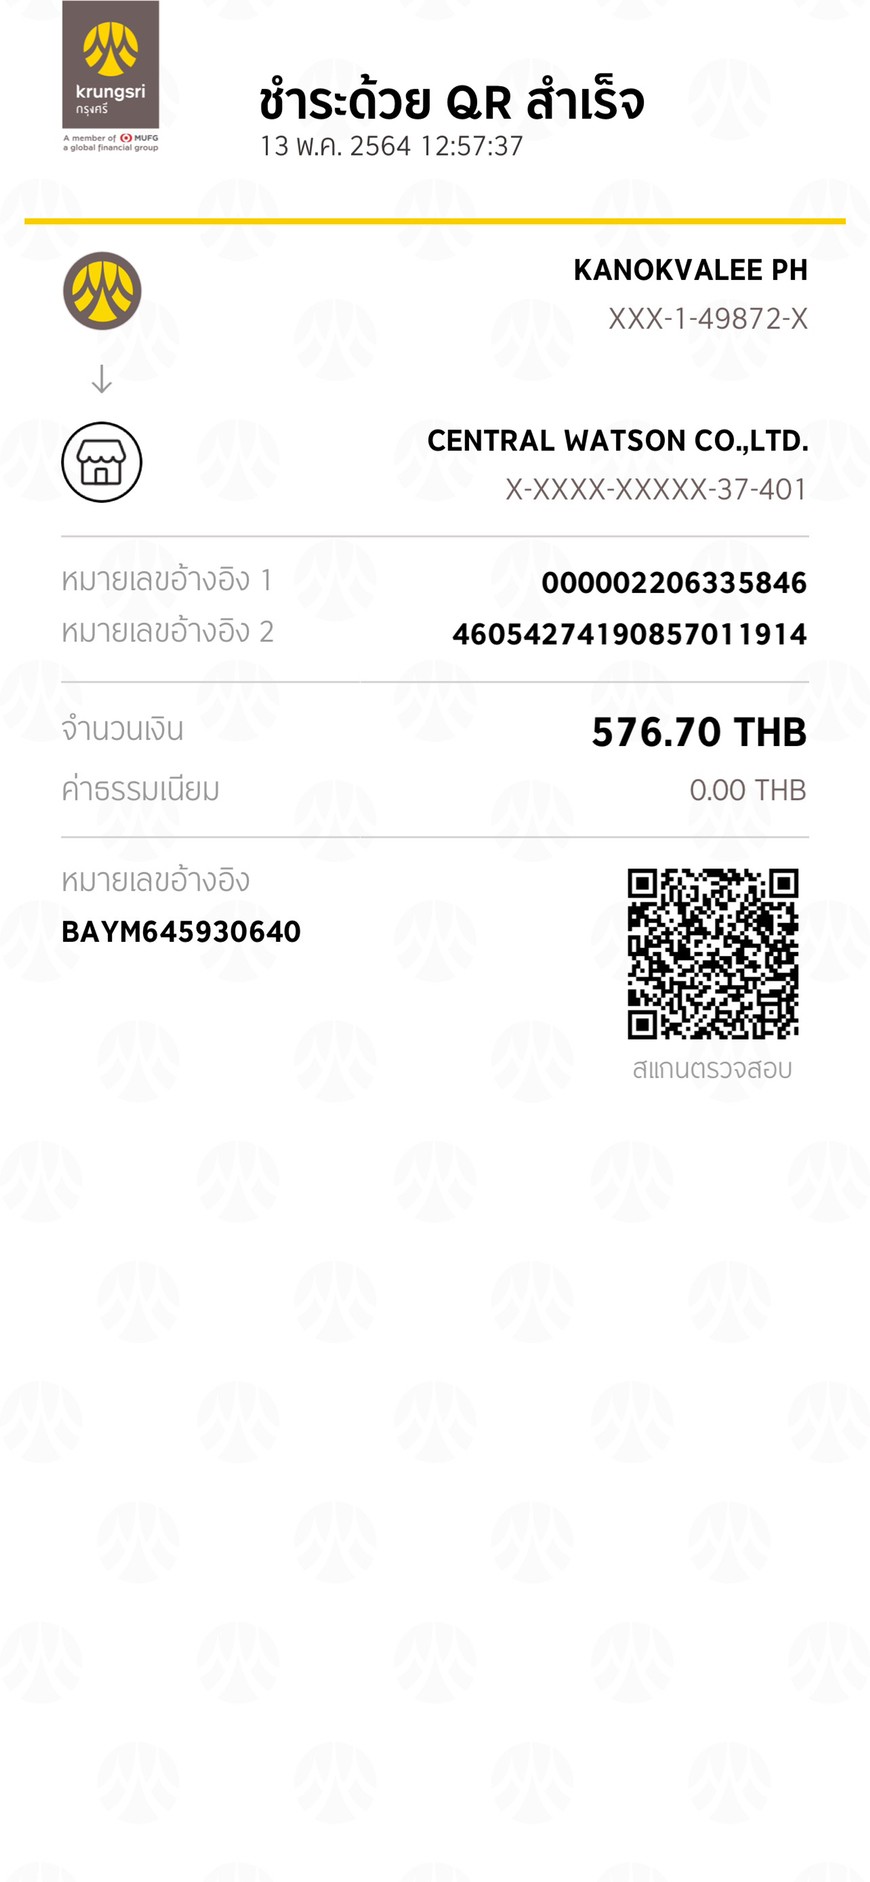 krungsri
กรุงศรี
A member of MUFG
a global financial group
ชำระด้วย QR สำเร็จ
13 พ.ค. 2564 12:57:37
KANOKVALEE PH
XXX-1-49872-X
CENTRAL WATSON CO.,LTD.
X-XXXX-XXXXX-37-401
หมายเลขอ้างอิง 1 000002206335846
หมายเลขอ้างอิง 2 46054274190857011914
จำนวนเงิน 576.70 THB
ค่าธรรมเนียม 0.00 THB
หมายเลขอ้างอิง
BAYM645930640
สแกนตรวจสอบ